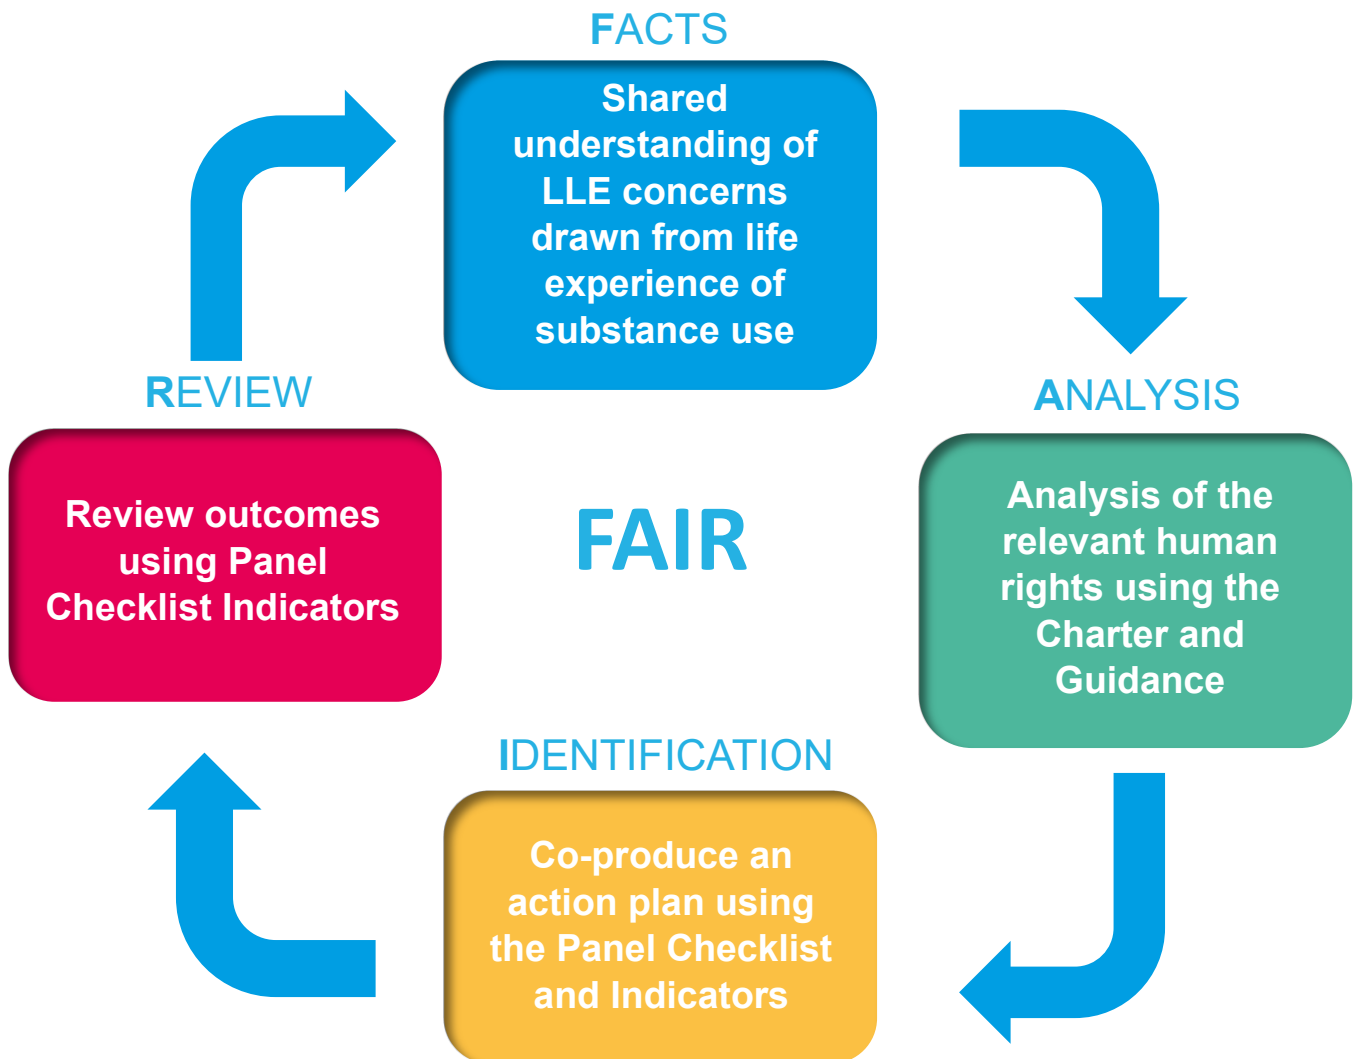 FACTS
Shared
understanding of
LLE concerns
drawn from life
experience of
substance use
ANALYSIS
Analysis of the
relevant human
rights using the
Charter and
Guidance
IDENTIFICATION
Co-produce an
action plan using
the Panel Checklist
and Indicators
REVIEW
Review outcomes
using Panel
Checklist Indicators
FAIR